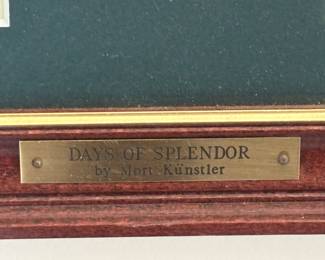 DAYS OF SPLENDOR
by Mort Künstler